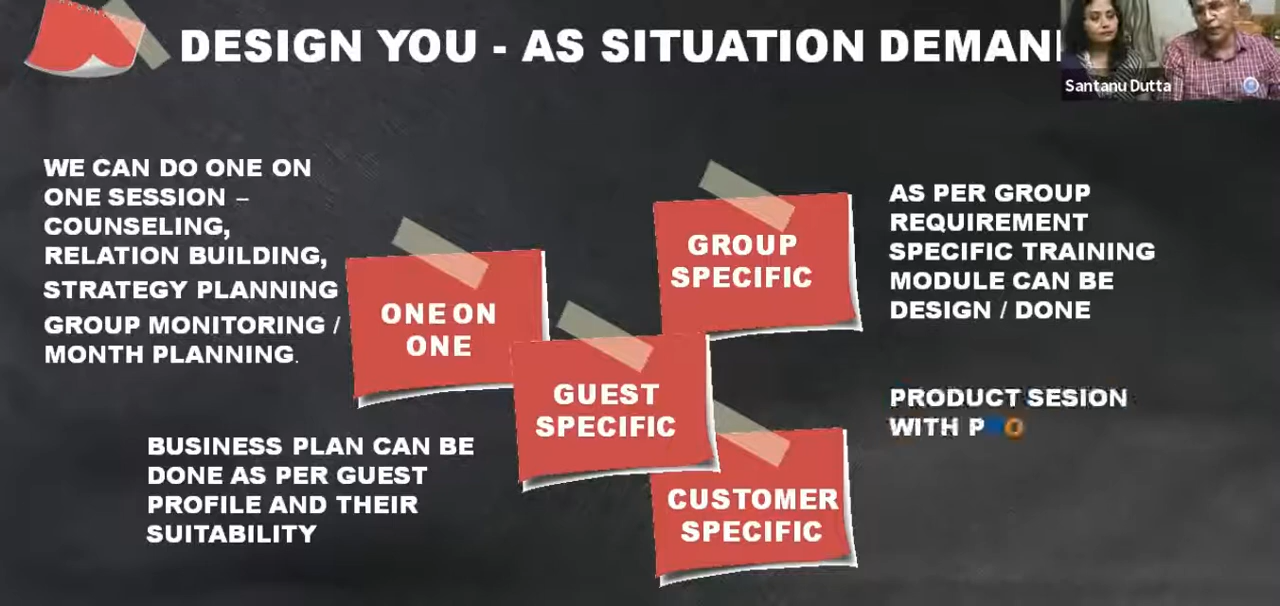 DESIGN YOU - AS SITUATION
Santanu Dutta
WE CAN DO ONE ON
ONE SESSION –
COUNSELING,
RELATION BUILDING,
STRATEGY PLANNING
GROUP MONITORING /
MONTH PLANNING.
ONE ON
ONE
GROUP
SPECIFIC
AS PER GROUP
REQUIREMENT
SPECIFIC TRAINING
MODULE CAN BE
DESIGN / DONE
GUEST
SPECIFIC
BUSINESS PLAN CAN BE
DONE AS PER GUEST
PROFILE AND THEIR
SUITABILITY
CUSTOMER
SPECIFIC
PRODUCT SESION
WITH